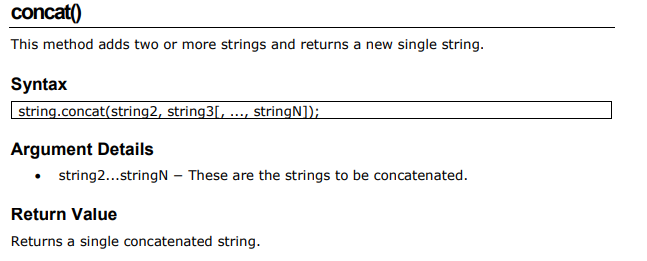 concat()
This method adds two or more strings and returns a new single string.
Syntax
string.concat(string2, string3[, ..., stringN]);
Argument Details
• string2...stringN − These are the strings to be concatenated.
Return Value
Returns a single concatenated string.